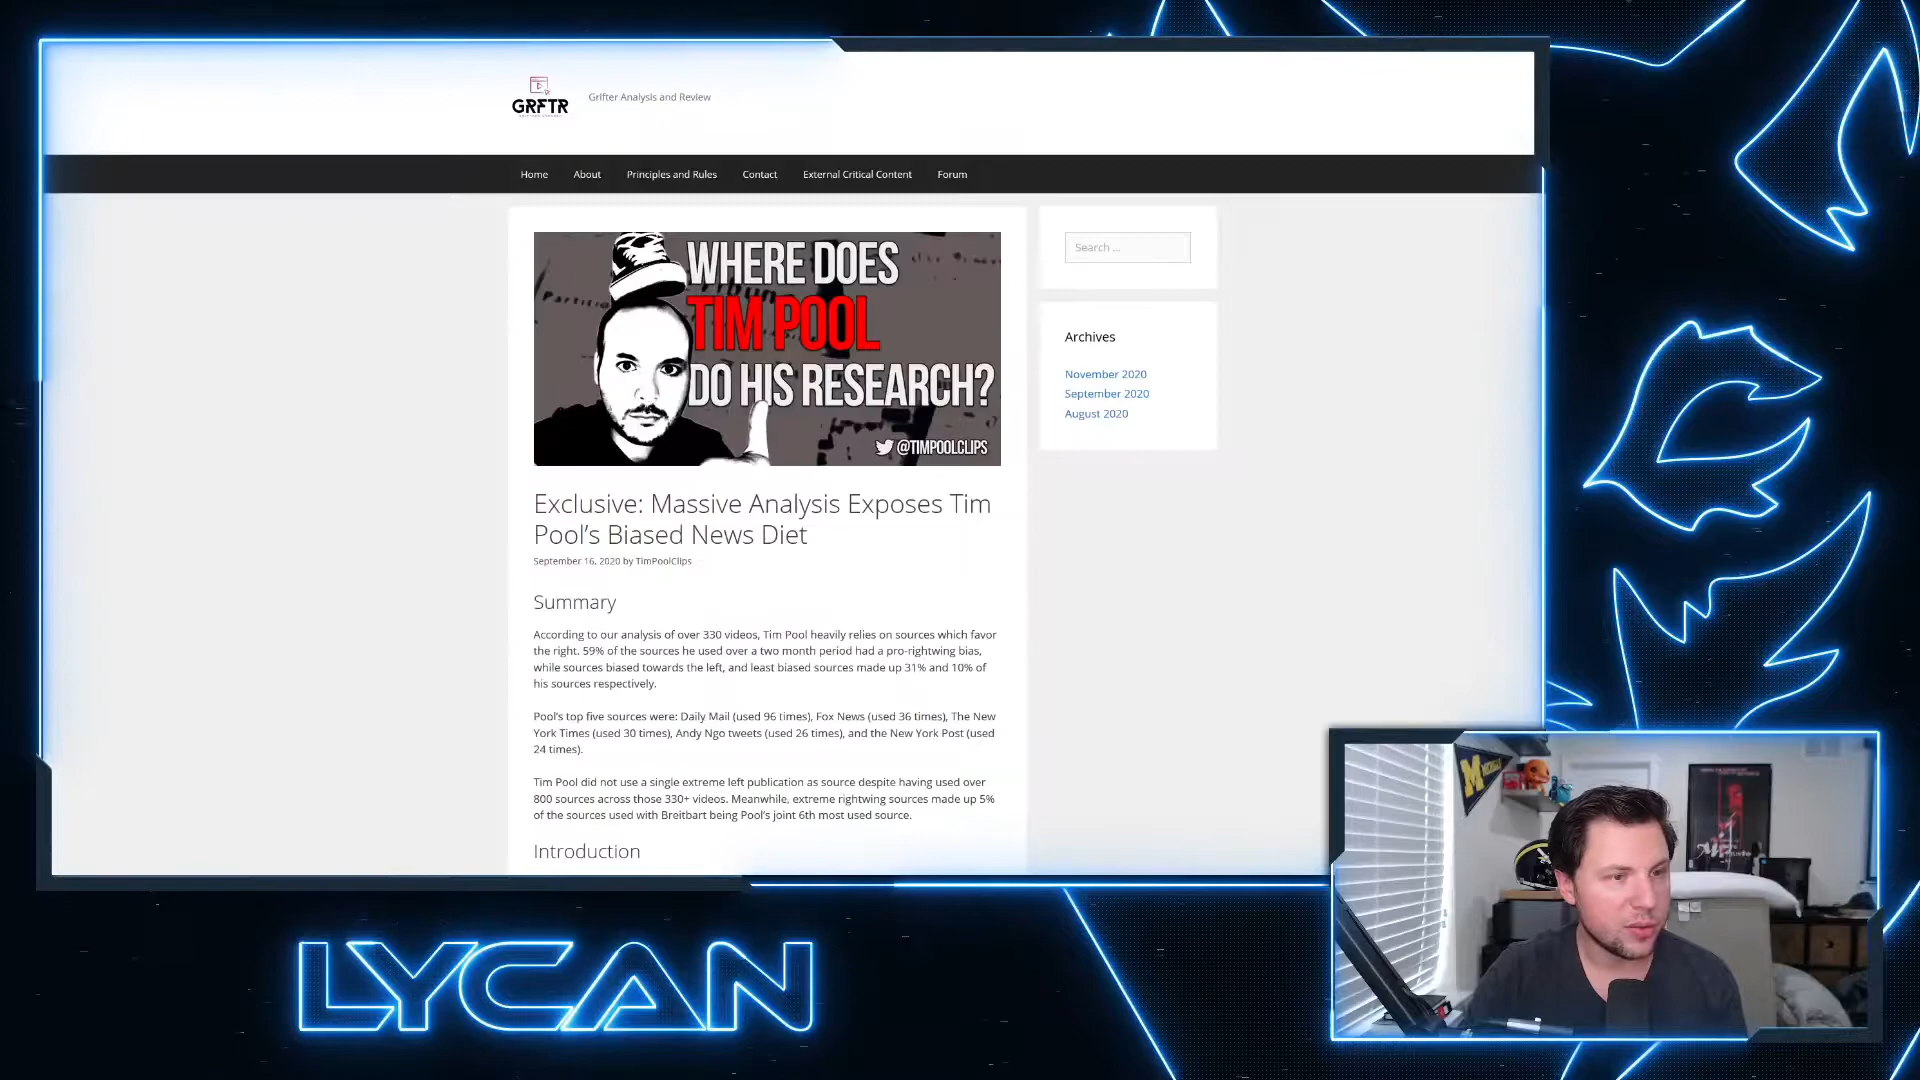 GRFTR
Grifter Analysis and Review
Home About Principles and Rules Contact External Critical Content Forum
WHERE DOES
TIM POOL
DO HIS RESEARCH?
@TIMPOOLCLIPS
Search ...
Archives
November 2020
September 2020
August 2020
Exclusive: Massive Analysis Exposes Tim
Pool's Biased News Diet
September 16, 2020 by TimPoolClips
Summary
According to our analysis of over 330 videos, Tim Pool heavily relies on sources which favor
the right. 59% of the sources he used over a two month period had a pro-rightwing bias,
while sources biased towards the left, and least biased sources made up 31% and 10% of
his sources respectively.
Pool's top five sources were: Daily Mail (used 96 times), Fox News (used 36 times), The New
York Times (used 30 times), Andy Ngo tweets (used 26 times), and the New York Post (used
24 times).
Tim Pool did not use a single extreme left publication as source despite having used over
800 sources across those 330+ videos. Meanwhile, extreme rightwing sources made up 5%
of the sources used with Breitbart being Pool's joint 6th most used source.
Introduction
LYCAN